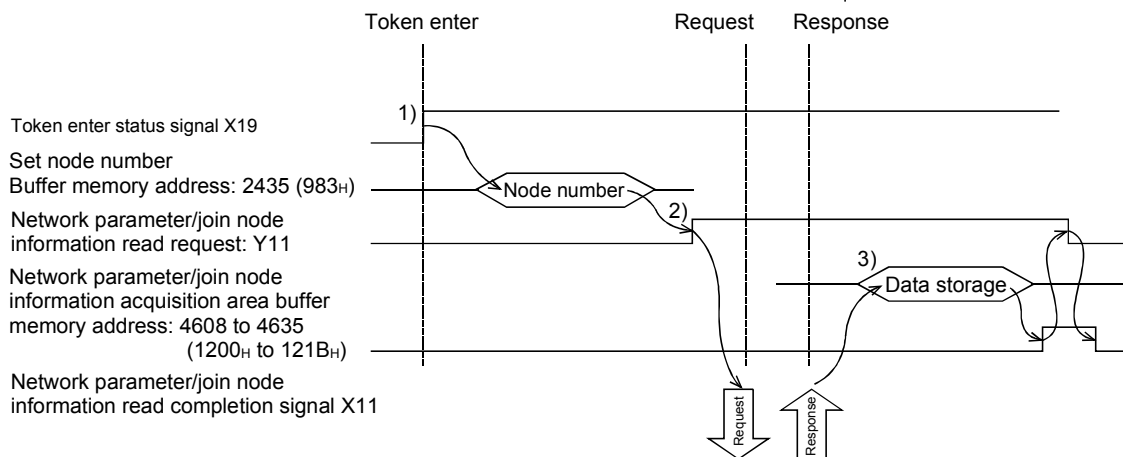 Token enter
Request
Response
1)
Token enter status signal X19
Set node number
Buffer memory address: 2435 (983H)
Node number
2)
Network parameter/join node
information read request: Y11
3)
Network parameter/join node
information acquisition area buffer
memory address: 4608 to 4635
(1200H to 121BH)
Data storage
Network parameter/join node
information read completion signal X11
Request
Response